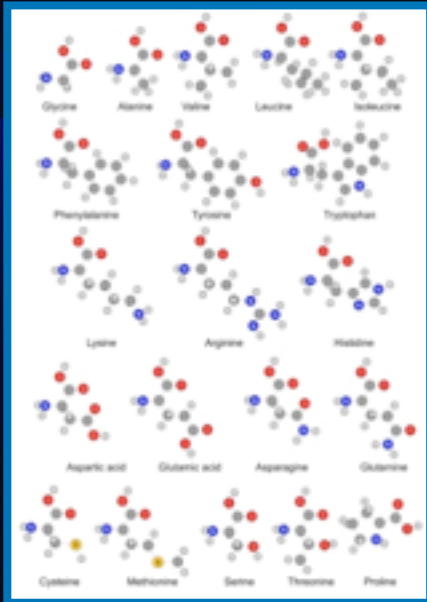 Glycine Alanine Valine Leucine Isoleucine
Phenylalanine Tyrosine Tryptophan
Lysine Arginine Histidine
Aspartic acid Glutamic acid Asparagine Glutamine
Cysteine Methionine Serine Threonine Proline